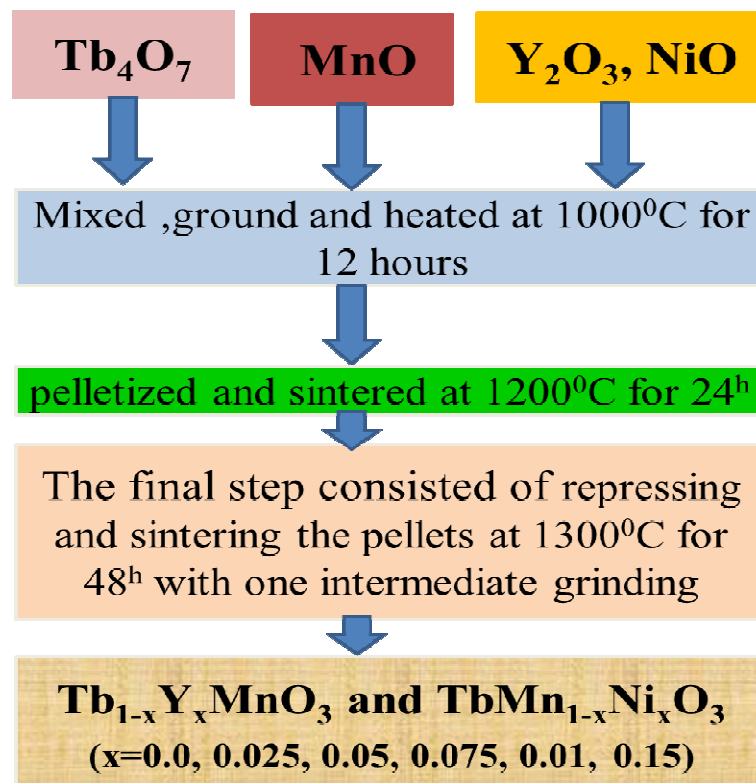 Tb₄O₇
MnO
Y₂O₃, NiO
Mixed ,ground and heated at 1000⁰C for
12 hours
pelletized and sintered at 1200⁰C for 24ʰ
The final step consisted of repressing
and sintering the pellets at 1300⁰C for
48ʰ with one intermediate grinding
Tb₁₋ₓYₓMnO₃ and TbMn₁₋ₓNiₓO₃
(x=0.0, 0.025, 0.05, 0.075, 0.01, 0.15)